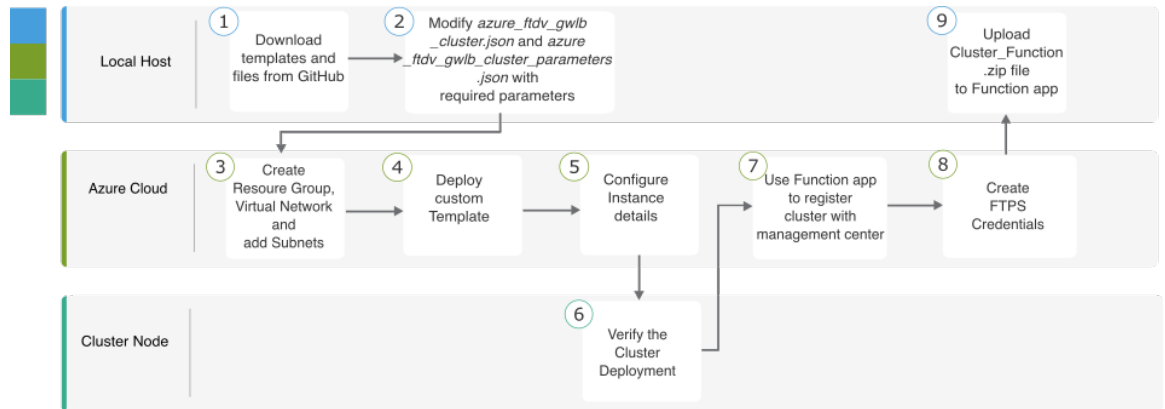 Local Host
1
Download
templates and
files from GitHub
2
Modify azure_ftdv_gwlb
_cluster.json and azure
_ftdv_gwlb_cluster_parameters
.json with
required parameters
9
Upload
Cluster_Function
.zip file
to Function app
Azure Cloud
3
Create
Resoure Group,
Virtual Network
and
add Subnets
4
Deploy
custom
Template
5
Configure
Instance
details
7
Use Function app
to register
cluster with
management center
8
Create
FTPS
Credentials
Cluster Node
6
Verify the
Cluster
Deployment